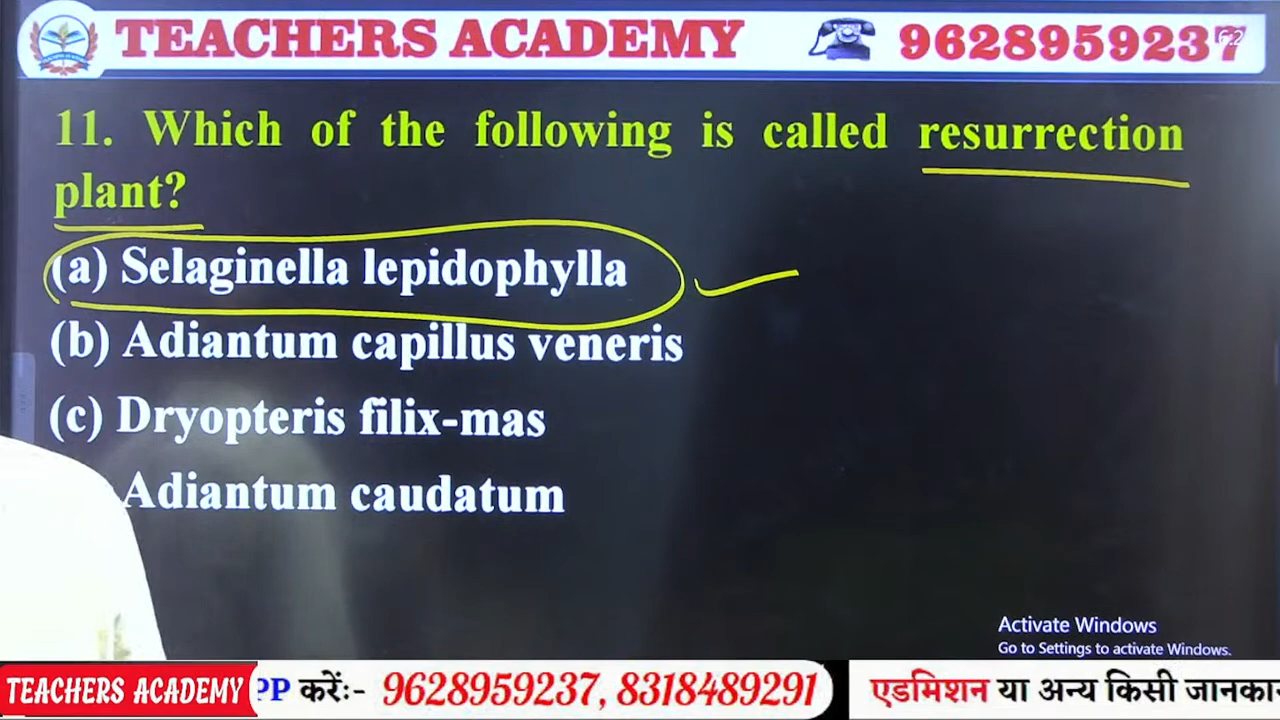 TEACHERS ACADEMY 9628959237
11. Which of the following is called resurrection
plant?
(a) Selaginella lepidophylla
(b) Adiantum capillus veneris
(c) Dryopteris filix-mas
Adiantum caudatum
Activate Windows
Go to Settings to activate Windows.
TEACHERS ACADEMY PP करेंः- 9628959237, 8318489291 एडमिशन या अन्य किसी जानका